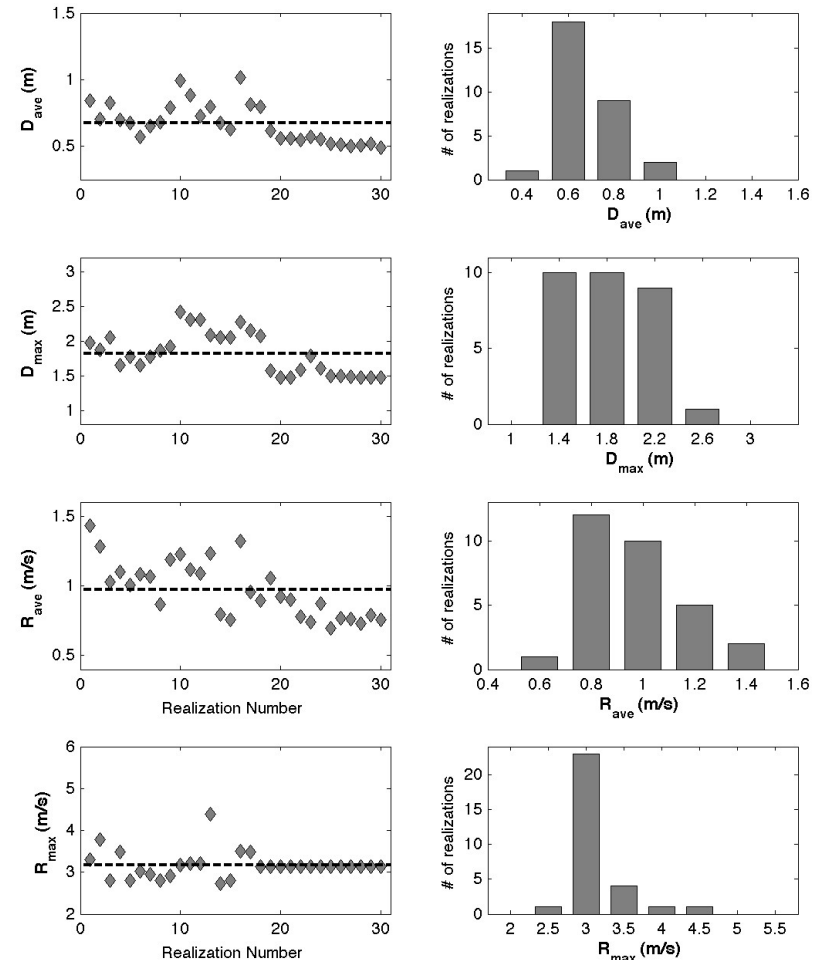 1.5
1
0.5
0 10 20 30
D_ave (m)
15
10
5
0
0.4 0.6 0.8 1 1.2 1.4 1.6
# of realizations
D_ave (m)
3
2.5
2
1.5
1
0 10 20 30
D_max (m)
10
5
0
1 1.4 1.8 2.2 2.6 3
# of realizations
D_max (m)
1.5
1
0.5
0 10 20 30
R_ave (m/s)
Realization Number
10
5
0
0.4 0.6 0.8 1 1.2 1.4 1.6
# of realizations
R_ave (m/s)
6
5
4
3
2
0 10 20 30
R_max (m/s)
Realization Number
20
10
0
2 2.5 3 3.5 4 4.5 5 5.5
# of realizations
R_max (m/s)